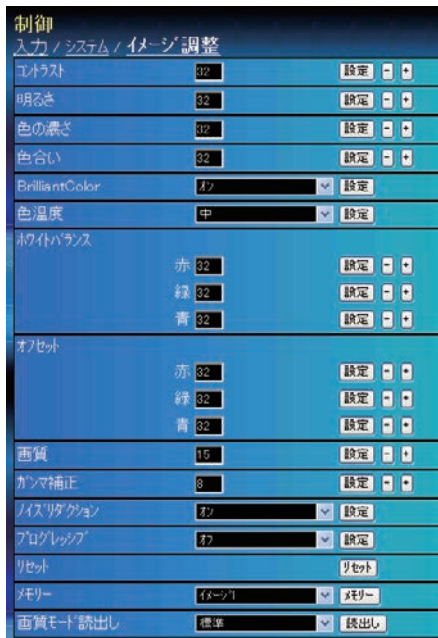 制御
入力 / システム / イメージ調整
コントラスト 32 設定 - +
明るさ 32 設定 - +
色の濃さ 32 設定 - +
色合い 32 設定 - +
BrilliantColor オン 設定
色温度 中 設定
ホワイトバランス
赤 32 設定 - +
緑 32 設定 - +
青 32 設定 - +
オフセット
赤 32 設定 - +
緑 32 設定 - +
青 32 設定 - +
画質 15 設定 - +
ガンマ補正 8 設定 - +
ノイズリダクション オン 設定
プログレッシブ オフ 設定
リセット リセット
メモリー イメージ1 メモリー
画質モード読出し 標準 読出し